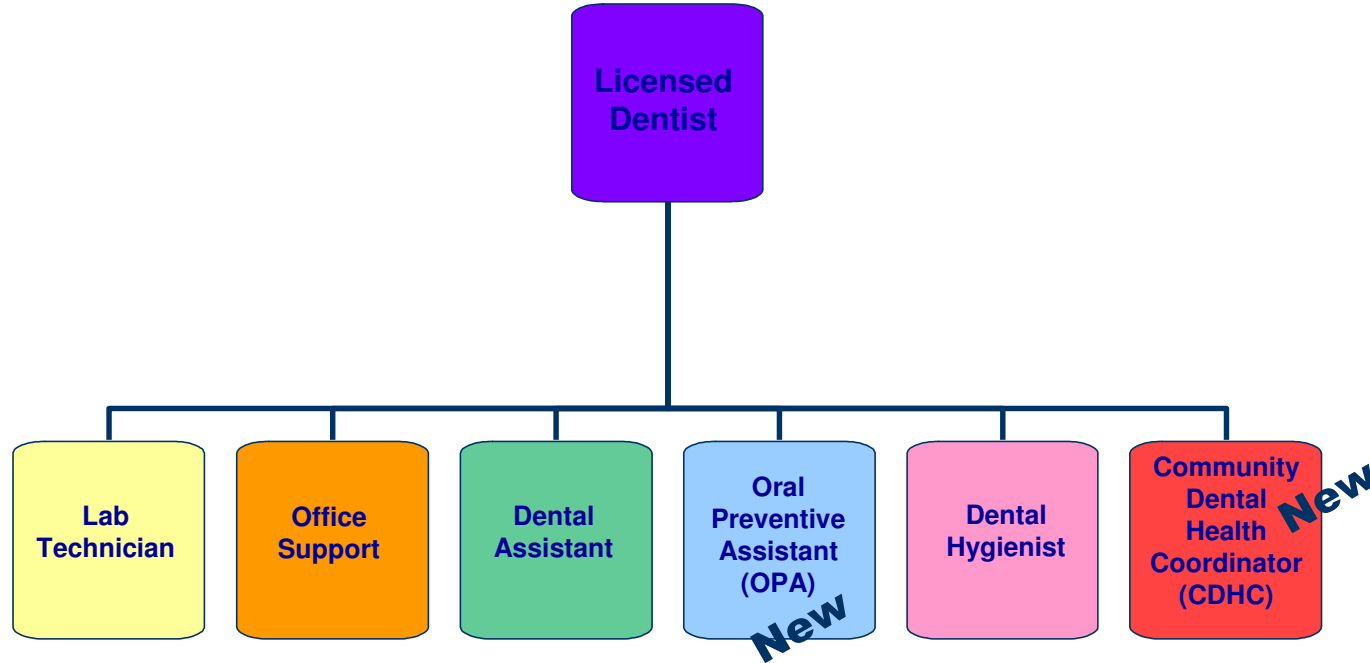 Licensed
Dentist
Lab
Technician
Office
Support
Dental
Assistant
Oral
Preventive
Assistant
(OPA)
New
Dental
Hygienist
Community
Dental
Health
Coordinator
(CDHC)
New